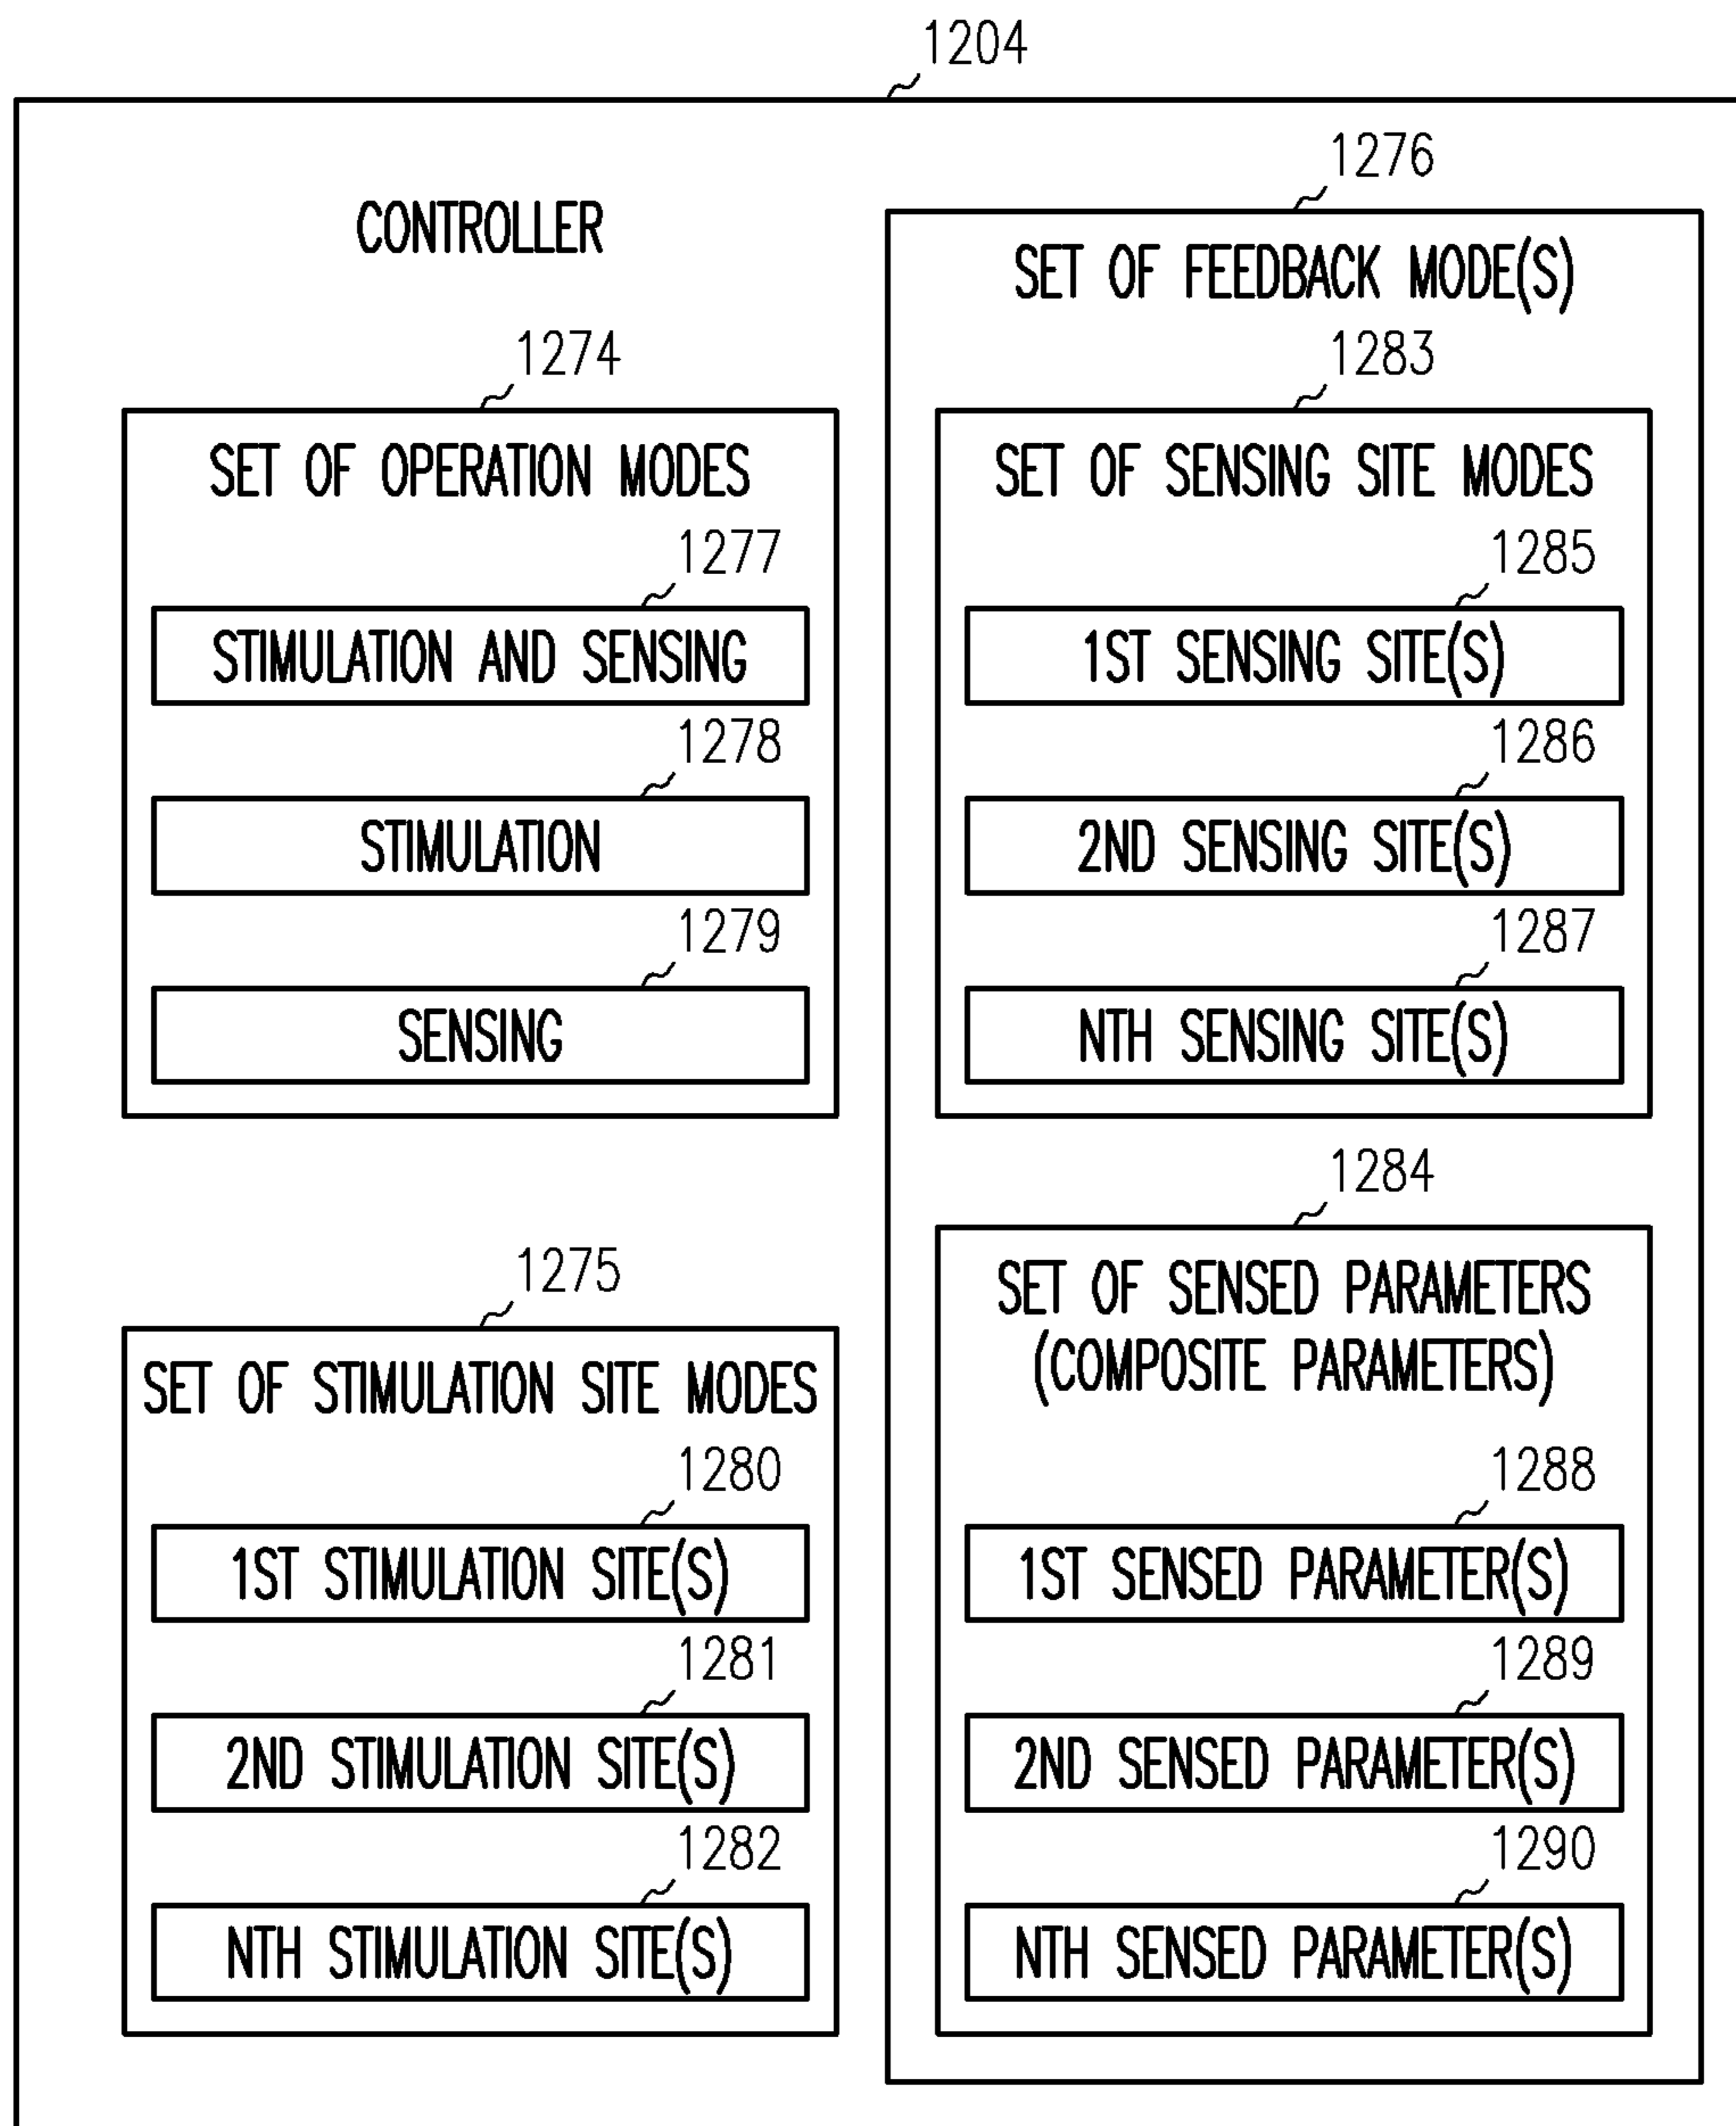 1204
CONTROLLER
1274
SET OF OPERATION MODES
1277
STIMULATION AND SENSING
1278
STIMULATION
1279
SENSING
1275
SET OF STIMULATION SITE MODES
1280
1ST STIMULATION SITE(S)
1281
2ND STIMULATION SITE(S)
1282
NTH STIMULATION SITE(S)
1276
SET OF FEEDBACK MODE(S)
1283
SET OF SENSING SITE MODES
1285
1ST SENSING SITE(S)
1286
2ND SENSING SITE(S)
1287
NTH SENSING SITE(S)
1284
SET OF SENSED PARAMETERS
(COMPOSITE PARAMETERS)
1288
1ST SENSED PARAMETER(S)
1289
2ND SENSED PARAMETER(S)
1290
NTH SENSED PARAMETER(S)